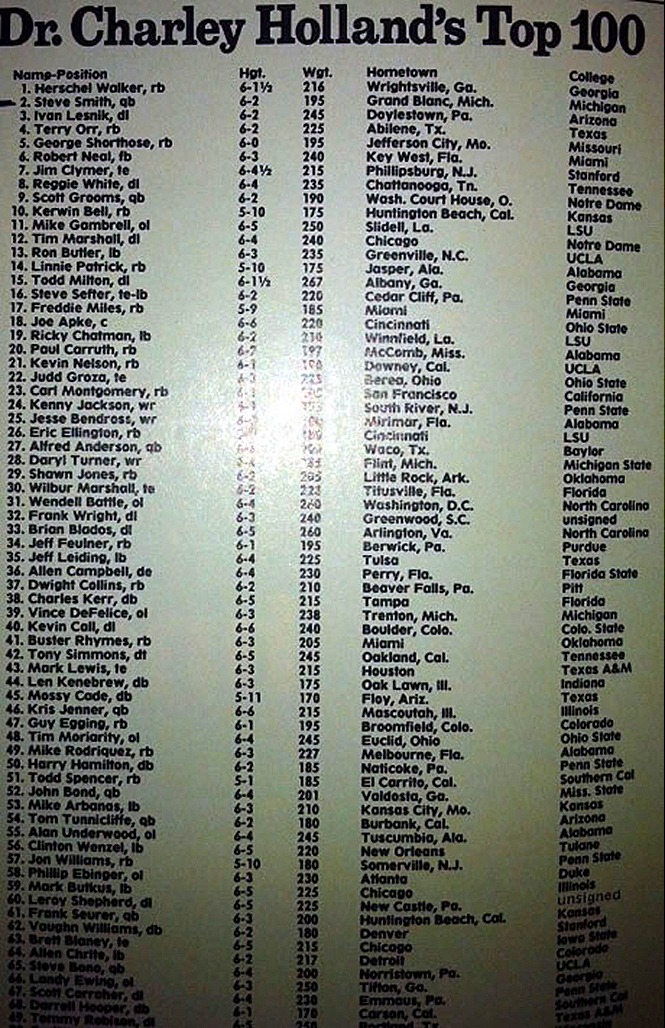 Dr. Charley Holland's Top 100
Name-Position Hgt. Wgt. Hometown College
1. Herschel Walker, rb 6-1½ 216 Wrightsville, Ga. Georgia
2. Steve Smith, qb 6-2 195 Grand Blanc, Mich. Michigan
3. Ivan Lesnik, dl 6-2 245 Doylestown, Pa. Arizona
4. Terry Orr, rb 6-2 225 Abilene, Tx. Texas
5. George Shorthose, rb 6-0 195 Jefferson City, Mo. Missouri
6. Robert Neal, fb 6-3 240 Key West, Fla. Miami
7. Jim Clymer, te 6-4½ 215 Phillipsburg, N.J. Stanford
8. Reggie White, dl 6-4 235 Chattanooga, Tn. Tennessee
9. Scott Grooms, qb 6-2 190 Wash. Court House, O. Notre Dame
10. Kerwin Bell, rb 5-10 175 Huntington Beach, Cal. Kansas
11. Mike Gambrell, ol 6-5 250 Slidell, La. LSU
12. Tim Marshall, dl 6-4 240 Chicago Notre Dame
13. Ron Butler, lb 6-3 235 Greenville, N.C. UCLA
14. Linnie Patrick, rb 5-10 175 Jasper, Ala. Alabama
15. Todd Milton, dl 6-1½ 267 Albany, Ga. Georgia
16. Steve Sefter, te-lb 6-2 220 Cedar Cliff, Pa. Penn State
17. Freddie Miles, rb 5-9 185 Miami Miami
18. Joe Apke, c 6-6 220 Cincinnati Ohio State
19. Ricky Chatman, lb 6-2 210 Winnfield, La. LSU
20. Paul Carruth, rb 197 McComb, Miss. Alabama
21. Kevin Nelson, rb 6-1 190 Downey, Cal. UCLA
22. Judd Groza, te 6-3 225 Berea, Ohio Ohio State
23. Carl Montgomery, rb 6-1 San Francisco California
24. Kenny Jackson, wr South River, N.J. Penn State
25. Jesse Bendross, wr Mirimar, Fla. Alabama
26. Eric Ellington, rb 180 Cincinnati LSU
27. Alfred Anderson, qb Waco, Tx. Baylor
28. Daryl Turner, wr Flint, Mich. Michigan State
29. Shawn Jones, rb 6-2 205 Little Rock, Ark. Oklahoma
30. Wilbur Marshall, te 6-2 225 Titusville, Fla. Florida
31. Wendell Battle, ol 6-4 260 Washington, D.C. North Carolina
32. Frank Wright, dl 6-3 240 Greenwood, S.C. unsigned
33. Brian Blados, dl 6-5 260 Arlington, Va. North Carolina
34. Jeff Feulner, rb 6-1 195 Berwick, Pa. Purdue
35. Jeff Leiding, lb 6-4 225 Tulsa Texas
36. Allen Campbell, de 6-4 230 Perry, Fla. Florida State
37. Dwight Collins, rb 6-2 210 Beaver Falls, Pa. Pitt
38. Charles Kerr, db 6-5 215 Tampa Florida
39. Vince DeFelice, ol 6-3 238 Trenton, Mich. Michigan
40. Kevin Call, dl 6-6 240 Boulder, Colo. Colo. State
41. Buster Rhymes, rb 6-3 205 Miami Oklahoma
42. Tony Simmons, dt 6-5 245 Oakland, Cal. Tennessee
43. Mark Lewis, te 6-3 215 Houston Texas A&M
44. Len Kenebrew, db 6-3 175 Oak Lawn, Ill. Indiana
45. Mossy Cade, db 5-11 170 Floy, Ariz. Texas
46. Kris Jenner, qb 6-6 215 Mascoutah, Ill. Illinois
47. Guy Egging, rb 6-1 195 Broomfield, Colo. Colorado
48. Tim Moriarity, ol 6-4 245 Euclid, Ohio Ohio State
49. Mike Rodriquez, rb 6-3 227 Melbourne, Fla. Alabama
50. Harry Hamilton, db 6-2 185 Naticoke, Pa. Penn State
51. Todd Spencer, rb 5-1 185 El Carrito, Cal. Southern Cal
52. John Bond, qb 6-4 201 Valdosta, Ga. Miss. State
53. Mike Arbanas, lb 6-3 210 Kansas City, Mo. Kansas
54. Tom Tunnicliffe, qb 6-2 180 Burbank, Cal. Arizona
55. Alan Underwood, ol 6-4 245 Tuscumbia, Ala. Alabama
56. Clinton Wenzel, lb 6-5 220 New Orleans Tulane
57. Jon Williams, rb 5-10 180 Somerville, N.J. Penn State
58. Phillip Ebinger, ol 6-3 230 Atlanta Duke
59. Mark Butkus, lb 6-5 225 Chicago Illinois
60. Leroy Shepherd, dl 6-5 225 New Castle, Pa. unsigned
61. Frank Seurer, qb 6-3 200 Huntington Beach, Cal. Kansas
62. Vaughn Williams, db 6-2 180 Denver Stanford
63. Brett Blaney, te 6-5 215 Chicago Iowa State
64. Allen Chrite, lb 6-2 217 Detroit Colorado
65. Steve Bono, qb 6-4 200 Norristown, Pa. UCLA
66. Landy Ewing, ol 6-3 250 Tifton, Ga. Georgia
67. Scott Carraher, dl 6-4 230 Emmaus, Pa. Penn State
68. Darrell Hooper, db 6-1 170 Carson, Cal. Southern Cal
69. Tommy Robison, dl 6-5 250 Texas A&M